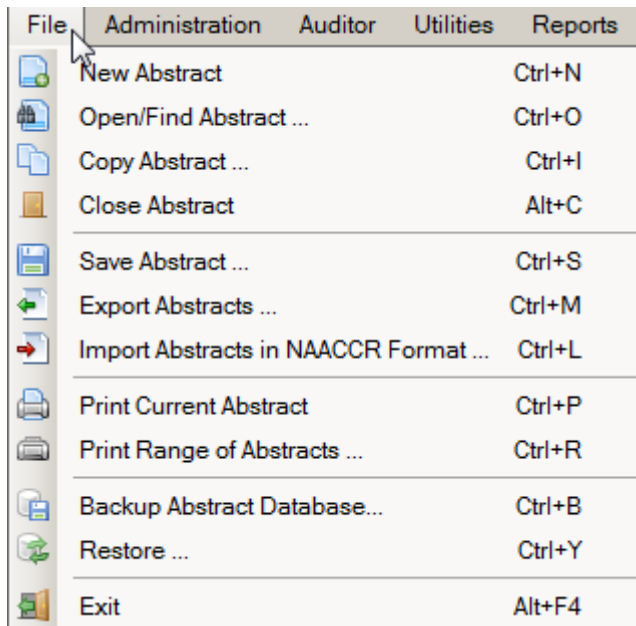 File Administration Auditor Utilities Reports
New Abstract Ctrl+N
Open/Find Abstract ... Ctrl+O
Copy Abstract ... Ctrl+I
Close Abstract Alt+C
Save Abstract ... Ctrl+S
Export Abstracts ... Ctrl+M
Import Abstracts in NAACCR Format ... Ctrl+L
Print Current Abstract Ctrl+P
Print Range of Abstracts ... Ctrl+R
Backup Abstract Database... Ctrl+B
Restore ... Ctrl+Y
Exit Alt+F4